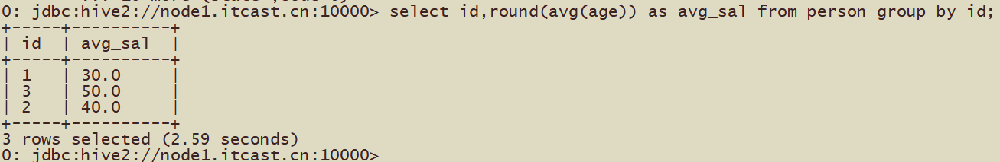 0: jdbc:hive2://node1.itcast.cn:10000> select id,round(avg(age)) as avg_sal from person group by id;
+-----+----------+
| id  | avg_sal  |
+-----+----------+
| 1   | 30.0     |
| 3   | 50.0     |
| 2   | 40.0     |
+-----+----------+
3 rows selected (2.59 seconds)
0: jdbc:hive2://node1.itcast.cn:10000>